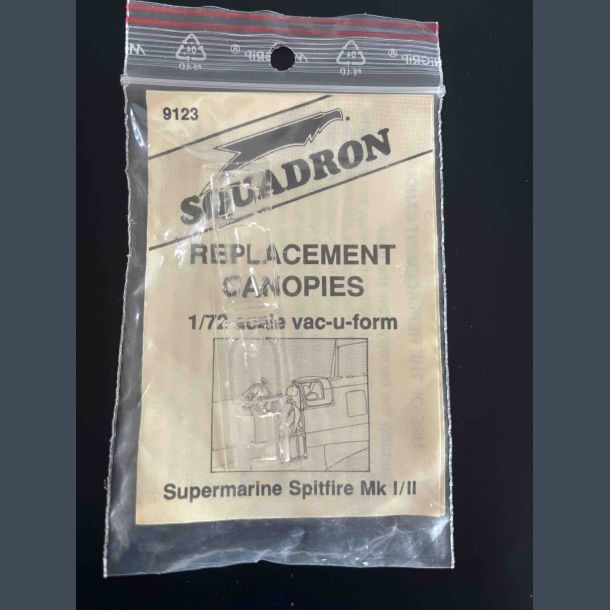 9123
SQUADRON
REPLACEMENT
CANOPIES
1/72 scale vac-u-form
Supermarine Spitfire Mk I/II